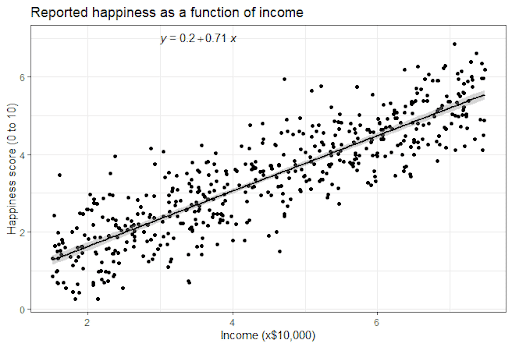 Reported happiness as a function of income
y = 0.2 + 0.71 x
Happiness score (0 to 10)
6
4
2
0
2
4
6
Income (x$10,000)